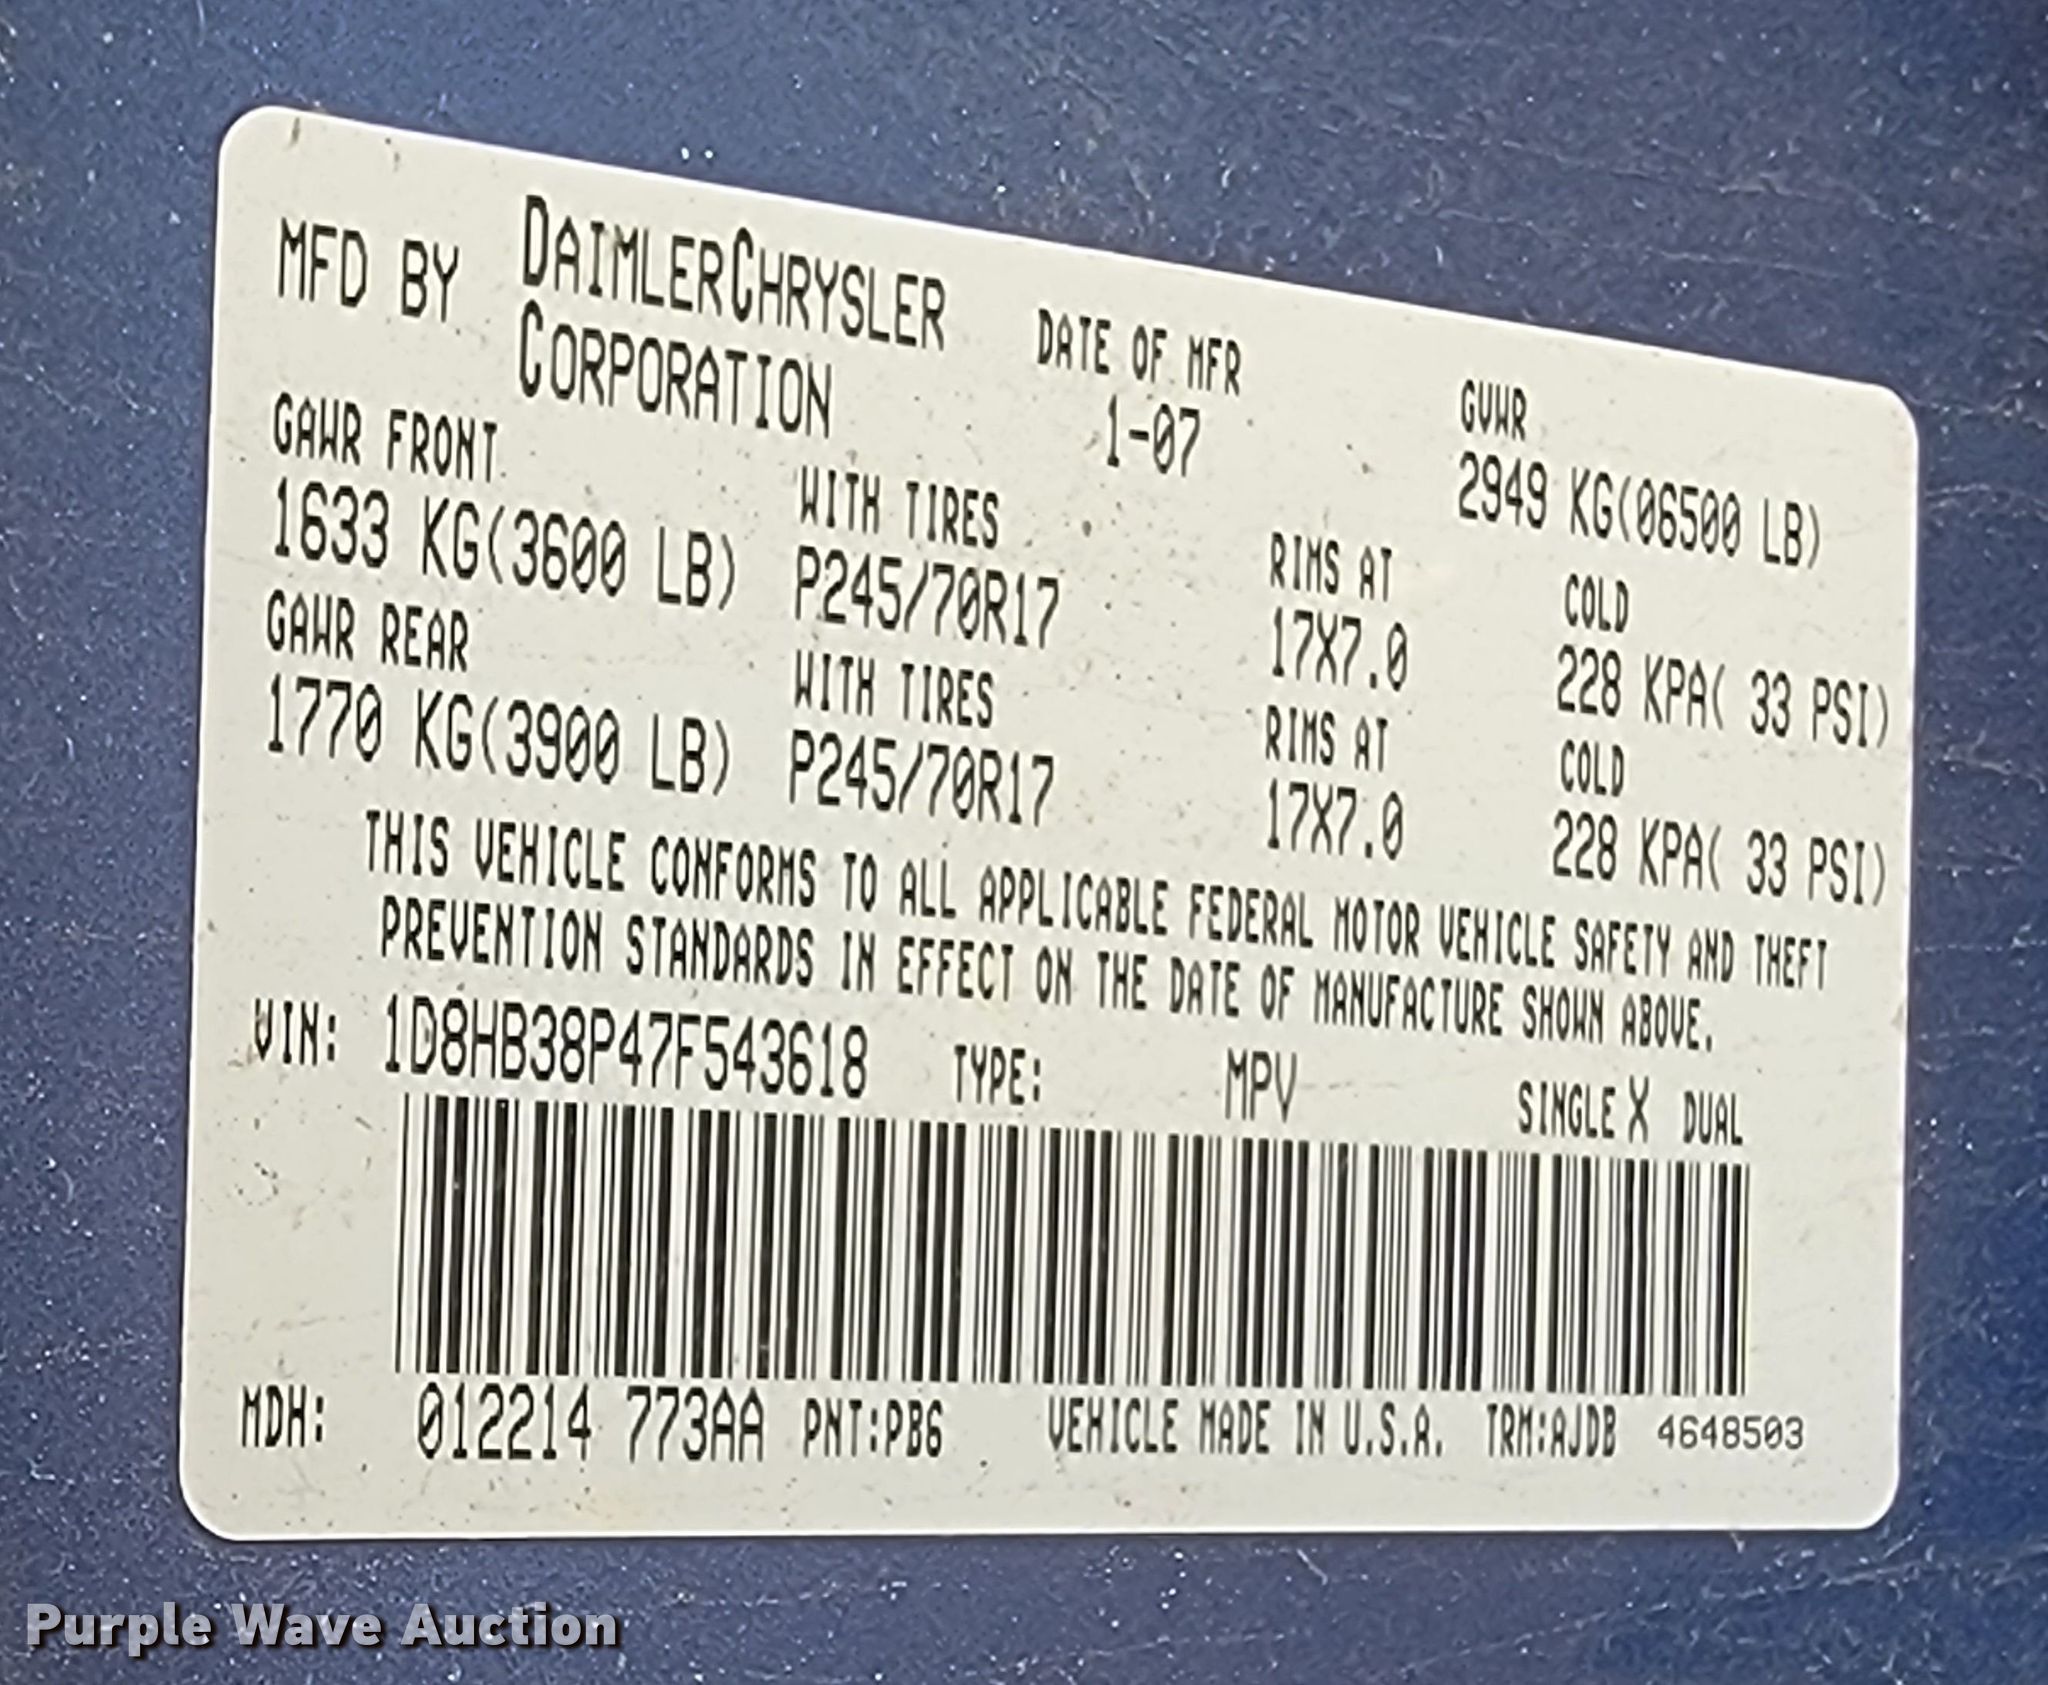 MFD BY DAIMLERCHRYSLER CORPORATION
DATE OF MFR 1-07
GVWR 2949 KG(06500 LB)
GAWR FRONT WITH TIRES RIMS AT COLD
1633 KG(3600 LB) P245/70R17 17X7.0 228 KPA( 33 PSI)
GAWR REAR WITH TIRES RIMS AT COLD
1770 KG(3900 LB) P245/70R17 17X7.0 228 KPA( 33 PSI)
THIS VEHICLE CONFORMS TO ALL APPLICABLE FEDERAL MOTOR VEHICLE SAFETY AND THEFT
PREVENTION STANDARDS IN EFFECT ON THE DATE OF MANUFACTURE SHOWN ABOVE.
VIN: 1D8HB38P47F543618 TYPE: MPV SINGLE X DUAL
MDH: 012214 773AA PNT:PB6 VEHICLE MADE IN U.S.A. TRM:AJDB 4648503
Purple Wave Auction